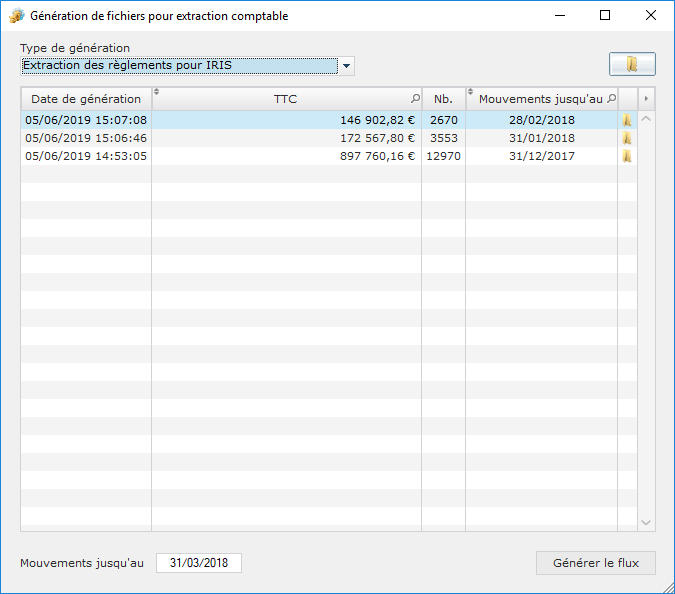 Génération de fichiers pour extraction comptable
Type de génération
Extraction des règlements pour IRIS
Date de génération TTC Nb. Mouvements jusqu'au
05/06/2019 15:07:08 146 902,82 € 2670 28/02/2018
05/06/2019 15:06:46 172 567,80 € 3553 31/01/2018
05/06/2019 14:53:05 897 760,16 € 12970 31/12/2017
Mouvements jusqu'au 31/03/2018 Générer le flux